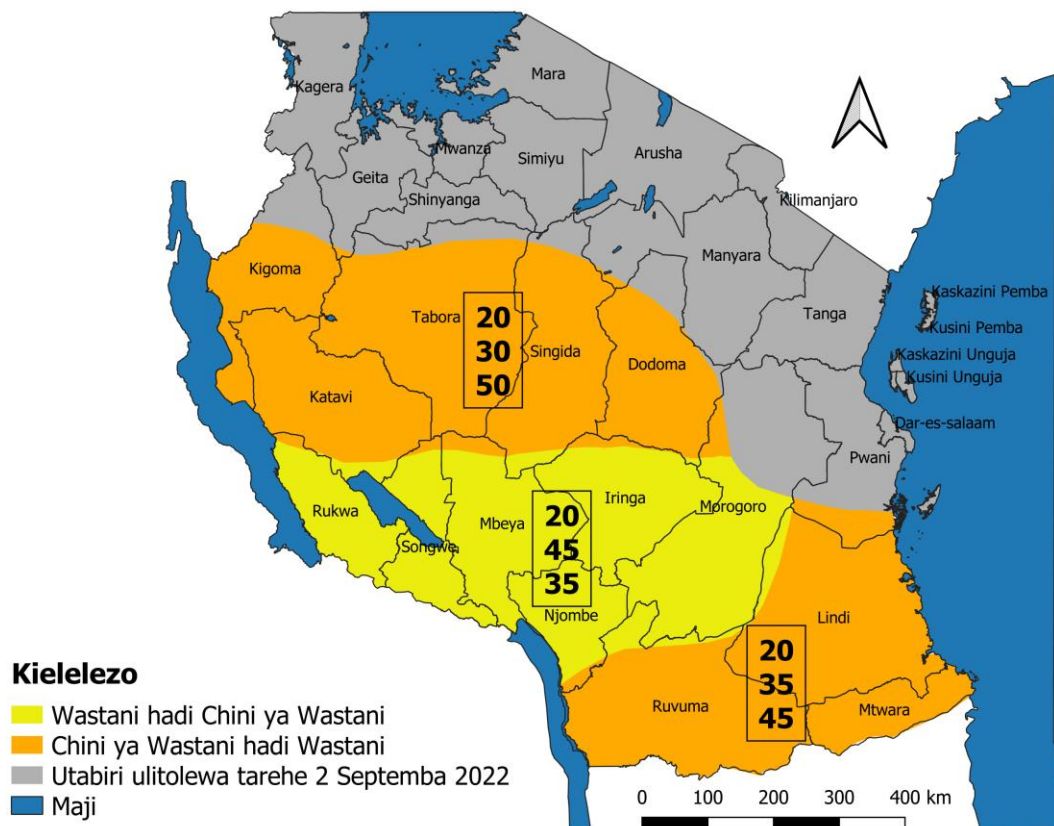 Kagera
Mara
Mwanza
Simiyu
Arusha
Geita
Shinyanga
Kilimanjaro
Kigoma
Manyara
Tabora
Singida
Dodoma
Tanga
Katavi
20
30
50
Kaskazini Pemba
Kusini Pemba
Kaskazini Unguja
Kusini Unguja
Dar-es-salaam
Pwani
Rukwa
Songwe
Mbeya
Iringa
Morogoro
Njombe
20
45
35
Lindi
Ruvuma
Mtwara
20
35
45
Kielelezo
Wastani hadi Chini ya Wastani
Chini ya Wastani hadi Wastani
Utabiri ulitolewa tarehe 2 Septemba 2022
Maji
0 100 200 300 400 km